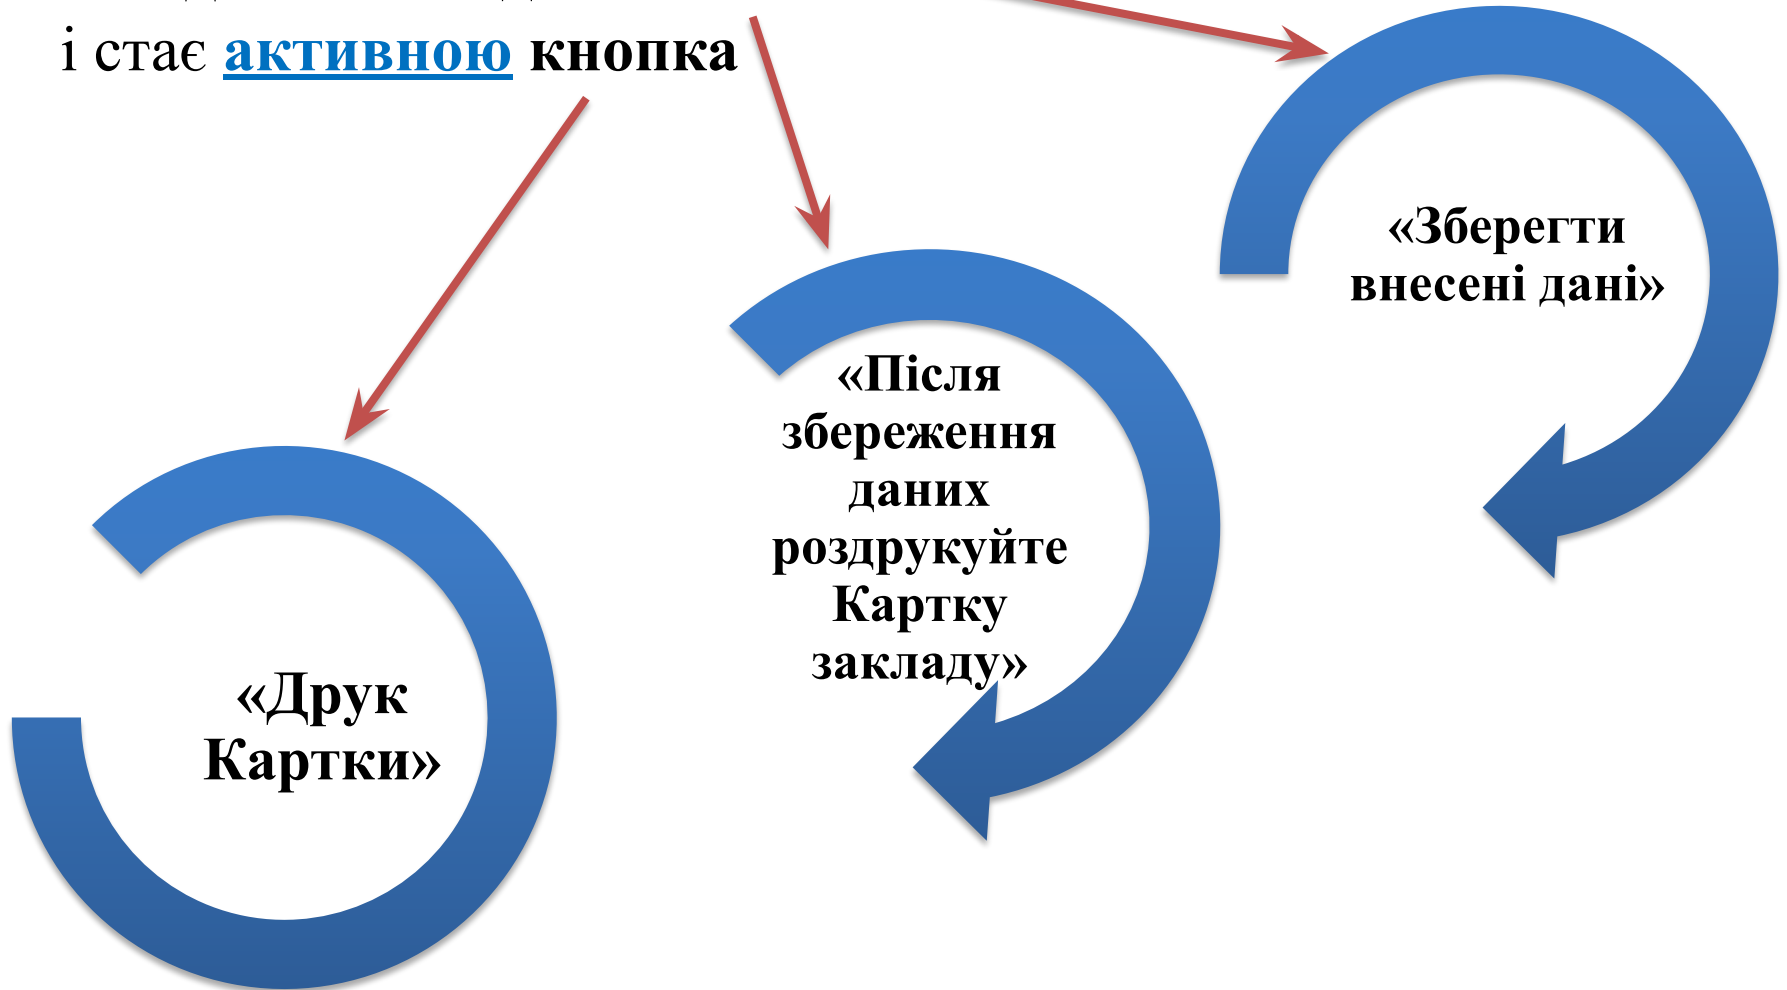 і стає активною кнопка
«Зберегти
внесені дані»
«Після
збереження
даних
роздрукуйте
Картку
закладу»
«Друк
Картки»